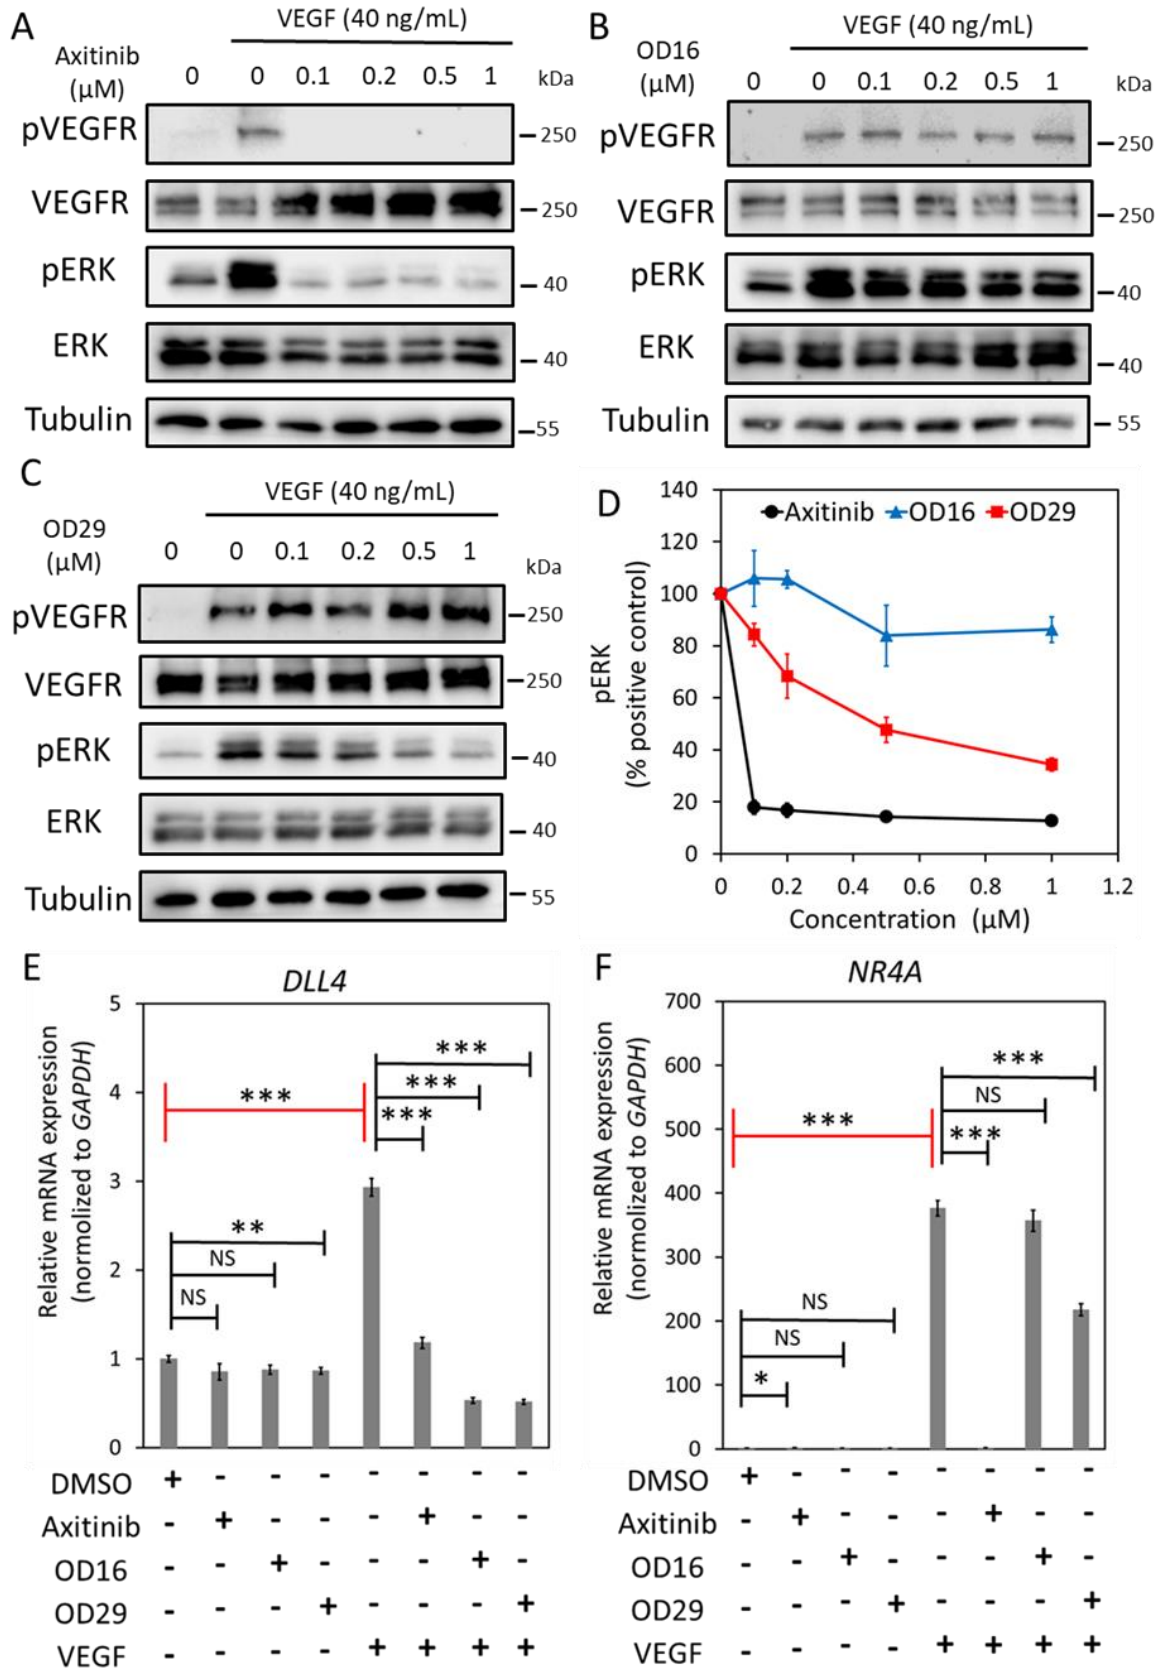 A
VEGF (40 ng/mL)
Axitinib
(µM)
0 0 0.1 0.2 0.5 1 kDa
pVEGFR
250
VEGFR
250
pERK
40
ERK
40
Tubulin
55
B
VEGF (40 ng/mL)
OD16
(µM)
0 0 0.1 0.2 0.5 1 kDa
pVEGFR
250
VEGFR
250
pERK
40
ERK
40
Tubulin
55
C
VEGF (40 ng/mL)
OD29
(µM)
0 0 0.1 0.2 0.5 1 kDa
pVEGFR
250
VEGFR
250
pERK
40
ERK
40
Tubulin
55
D
Axitinib OD16 OD29
pERK
(% positive control)
140
120
100
80
60
40
20
0
0 0.2 0.4 0.6 0.8 1 1.2
Concentration (µM)
E
DLL4
Relative mRNA expression
(normolized to GAPDH)
5
4
3
2
1
0
***
***
***
***
**
NS
NS
DMSO + - - - - - - -
Axitinib - + - - - + - -
OD16 - - + - - - + -
OD29 - - - + - - - +
VEGF - - - - + + + +
F
NR4A
Relative mRNA expression
(normolized to GAPDH)
700
600
500
400
300
200
100
0
***
NS
***
***
NS
NS
*
DMSO + - - - - - - -
Axitinib - + - - - + - -
OD16 - - + - - - + -
OD29 - - - + - - - +
VEGF - - - - + + + +